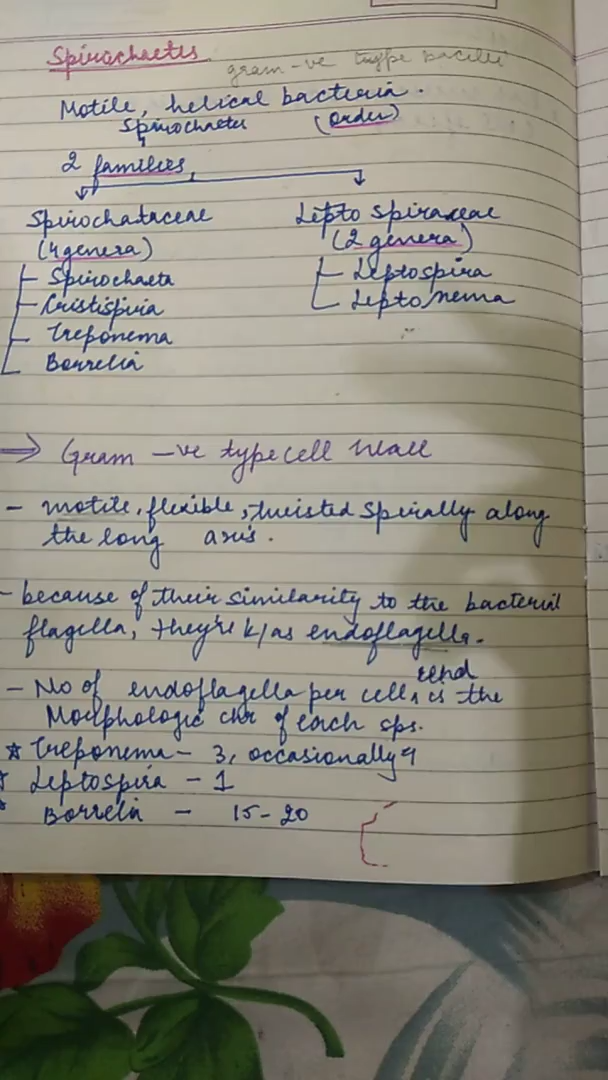 Spirochaetes
gram -ve type bacilli
Motile, helical bacteria.
Spirochaetes (order)
2 families,
Spirochataceae
Lepto spiraceae
(4 genera)
(2 genera)
Spirochaeta
Leptospira
Cristispiria
Leptonema
Treponema
Borrelia
⇒ Gram -ve type cell wall
- motile, flexible, twisted spirally along
the long axis.
- because of their similarity to the bacterial
flagella, they're k/as endoflagella.
- No of endoflagella per cell, is the
Morphologic chr of each sps.
* Treponema - 3, occasionally 4
* Leptospira - 1
* Borrelia - 15-20